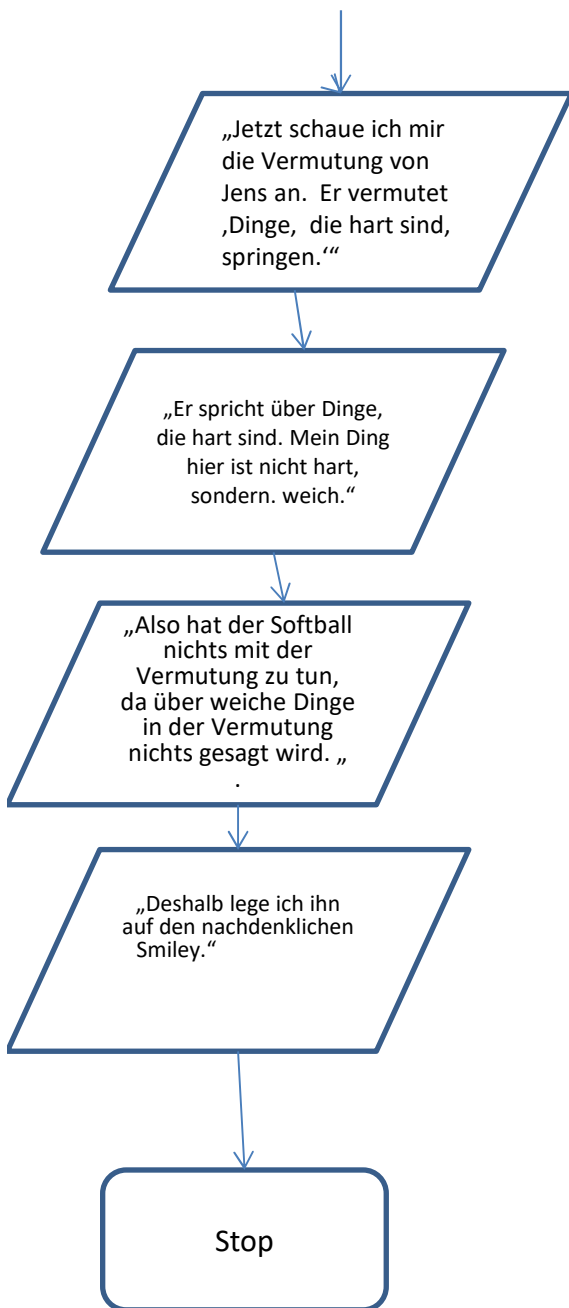 „Jetzt schaue ich mir
die Vermutung von
Jens an.  Er vermutet
‚Dinge,  die hart sind,
springen.‘“
„Er spricht über Dinge,
die hart sind. Mein Ding
hier ist nicht hart,
sondern. weich.“
„Also hat der Softball
nichts mit der
Vermutung zu tun,
da über weiche Dinge
in der Vermutung
nichts gesagt wird. „
.
„Deshalb lege ich ihn
auf den nachdenklichen
Smiley.“
Stop